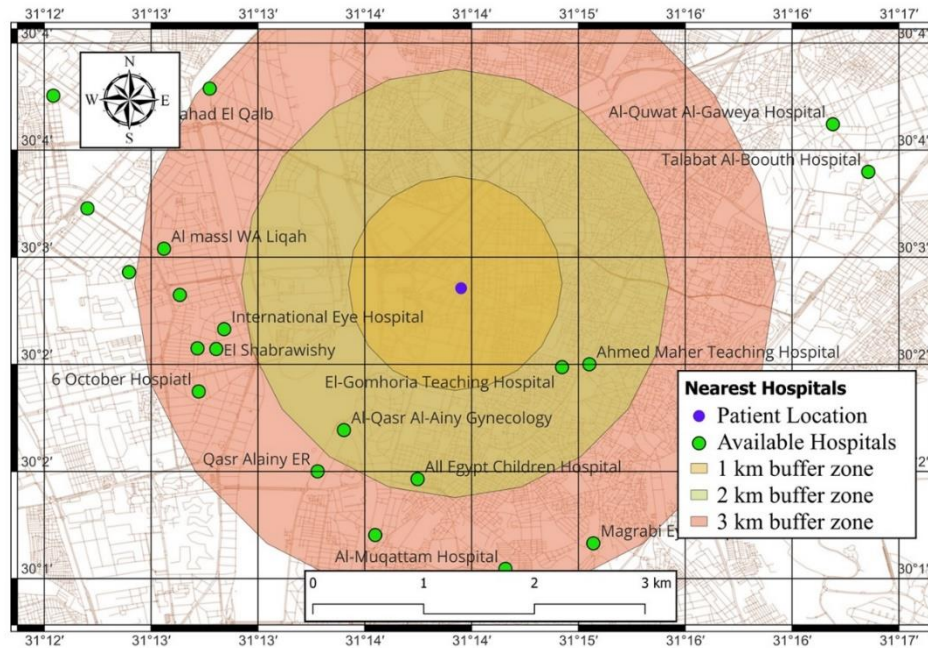 31°12' 31°13' 31°13' 31°14' 31°14' 31°15' 31°16' 31°16' 31°17'
30°4' 30°4'
N
W E
S
ahad El Qalb
Al-Quwat Al-Gaweya Hospital
30°4' 30°4'
Talabat Al-Boouth Hospital
Al massl WA Liqah
30°3' 30°3'
International Eye Hospital
El Shabrawishy
Ahmed Maher Teaching Hospital
30°2' 30°2'
6 October Hospiatl
El-Gomhoria Teaching Hospital
Nearest Hospitals
Patient Location
Available Hospitals
1 km buffer zone
2 km buffer zone
3 km buffer zone
Al-Qasr Al-Ainy Gynecology
Qasr Alainy ER
All Egypt Children Hospital
30°2' 2'
Magrabi Ey
Al-Muqattam Hospital
30°1' 30°1'
0 1 2 3 km
31°12' 31°13' 31°13' 31°14' 31°14' 31°15' 31°16' 31°16' 31°17'